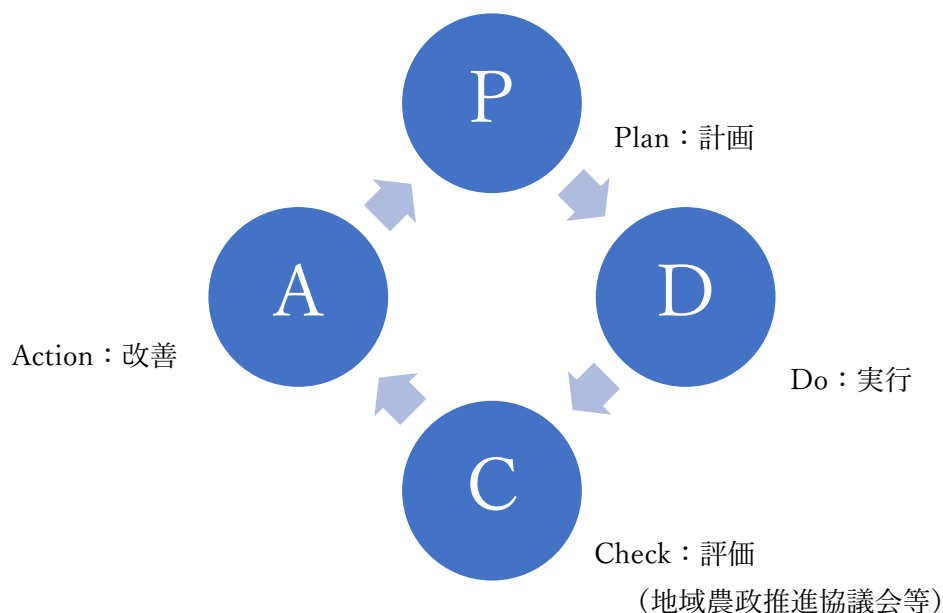 P
Plan：計画
A
D
Action：改善
Do：実行
C
Check：評価
（地域農政推進協議会等）